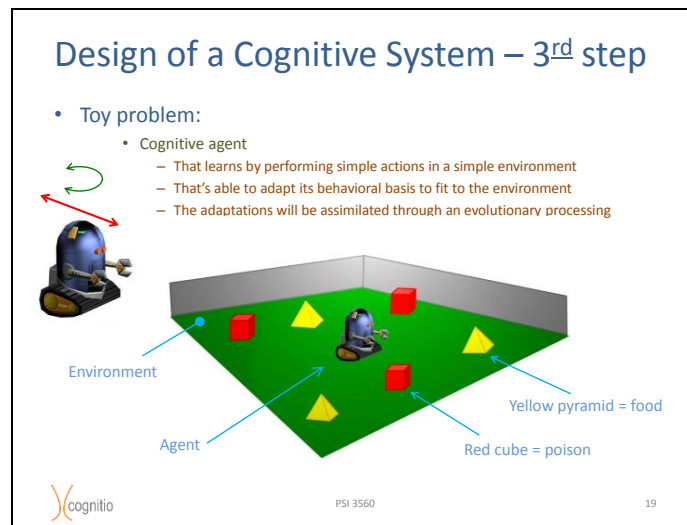 Design of a Cognitive System – 3rd step
• Toy problem:
• Cognitive agent
– That learns by performing simple actions in a simple environment
– That's able to adapt its behavioral basis to fit to the environment
– The adaptations will be assimilated through an evolutionary processing
Environment
Agent
Yellow pyramid = food
Red cube = poison
cognitio
PSI 3560
19